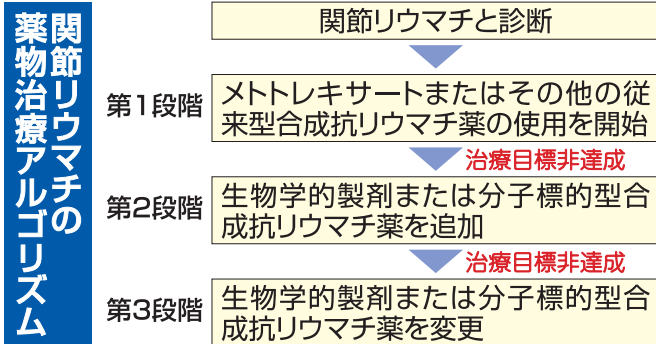 関節リウマチの
薬物治療アルゴリズム
関節リウマチと診断
第1段階
メトトレキサートまたはその他の従
来型合成抗リウマチ薬の使用を開始
治療目標非達成
第2段階
生物学的製剤または分子標的型合
成抗リウマチ薬を追加
治療目標非達成
第3段階
生物学的製剤または分子標的型合
成抗リウマチ薬を変更